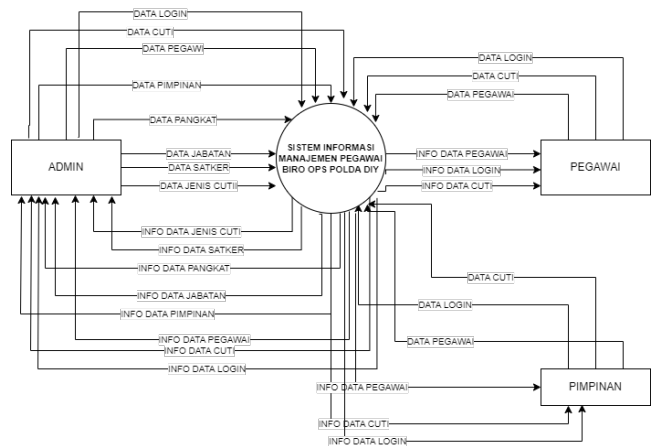 DATA LOGIN
DATA CUTI
DATA PEGAWI
DATA PIMPINAN
DATA PANGKAT
ADMIN
DATA JABATAN
DATA SATKER
DATA JENIS CUTII
SISTEM INFORMASI
MANAJEMEN PEGAWAI
BIRO OPS POLDA DIY
DATA LOGIN
DATA CUTI
DATA PEGAWAI
INFO DATA PEGAWAI
INFO DATA LOGIN
INFO DATA CUTI
PEGAWAI
INFO DATA JENIS CUTI
INFO DATA SATKER
INFO DATA PANGKAT
INFO DATA JABATAN
INFO DATA PIMPINAN
INFO DATA PEGAWAI
INFO DATA CUTI
INFO DATA LOGIN
DATA CUTI
DATA LOGIN
DATA PEGAWAI
INFO DATA PEGAWAI
PIMPINAN
INFO DATA CUTI
INFO DATA LOGIN